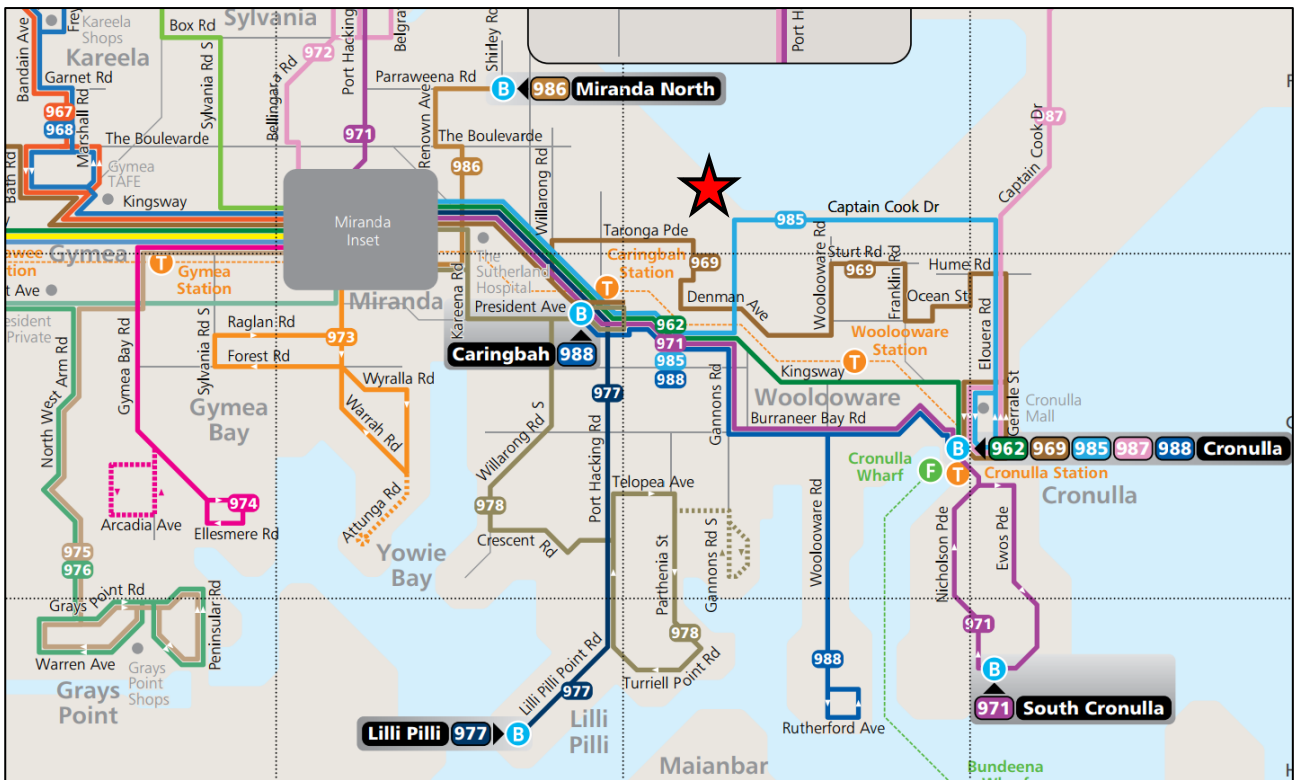 Bandain Ave
Frey
Kareela
Shops
Kareela
Garnet Rd
967
968
Marshall Rd
Bath Rd
Gymea
TAFE
Kingsway
Box Rd
Sylvania Rd S
The Boulevarde
Sylvania
972
Bellingara Rd
Port Hacking
Belgra
971
Parraweena Rd
Shirley Rd
B
986 Miranda North
Renown Ave
The Boulevarde
986
Willarong Rd
Port H
Captain Cook Dr
987
Miranda
Inset
Gymea
T
Gymea
Station
t Ave
esident
Private
Miranda
The
Sutherland
Hospital
Kareena Rd
President Ave
B
Caringbah 988
Taronga Pde
Caringbah
Station
T
969
Denman Ave
985
Captain Cook Dr
Woolooware Rd
Sturt Rd
969
Franklin Rd
Hume Rd
Ocean St
Elouera Rd
Woolooware
Station
T
962
971
985
988
Kingsway
Woolooware
Gannons Rd
Burraneer Bay Rd
Gerrale St
Cronulla
Mall
B
962 969 985 987 988 Cronulla
Cronulla
Wharf
F
T
Cronulla Station
Cronulla
North West Arm Rd
Gymea Bay Rd
Sylvania Rd S
Raglan Rd
973
Forest Rd
Gymea
Bay
Wyralla Rd
Warrah Rd
Attunga Rd
Arcadia Ave
974
Ellesmere Rd
Yowie
Bay
977
Willarong Rd S
978
Crescent Rd
Port Hacking Rd
Telopea Ave
Parthenia St
Gannons Rd S
978
Turriell Point Rd
Woolooware Rd
988
Rutherford Ave
Nicholson Pde
Ewos Pde
971
B
971 South Cronulla
975
976
Grays Point Rd
Peninsular Rd
Warren Ave
Grays
Point
Shops
Grays
Point
Lilli Pilli Point Rd
977
Lilli Pilli 977
B
Lilli
Pilli
Maianbar
Bundeena